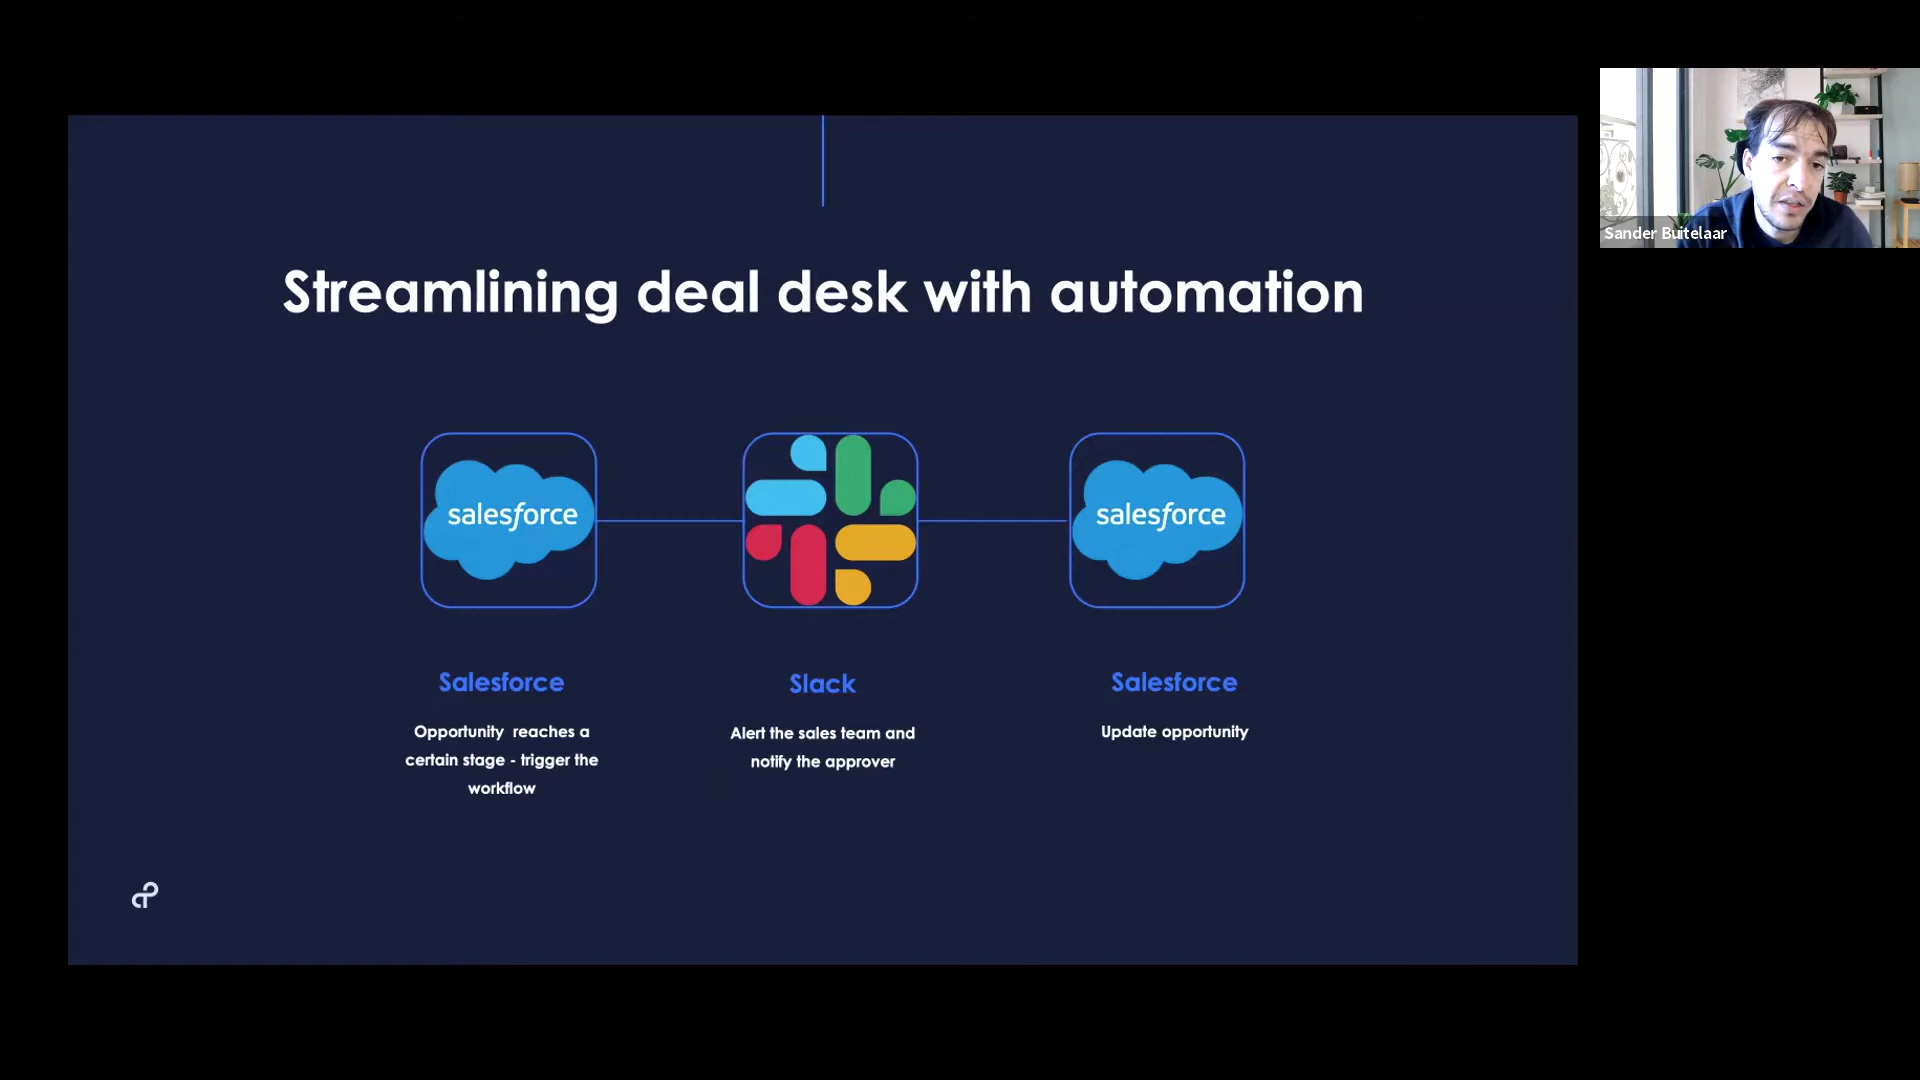 Sander Buitelaar
Streamlining deal desk with automation
salesforce
salesforce
Salesforce
Opportunity reaches a
certain stage - trigger the
workflow
Slack
Alert the sales team and
notify the approver
Salesforce
Update opportunity